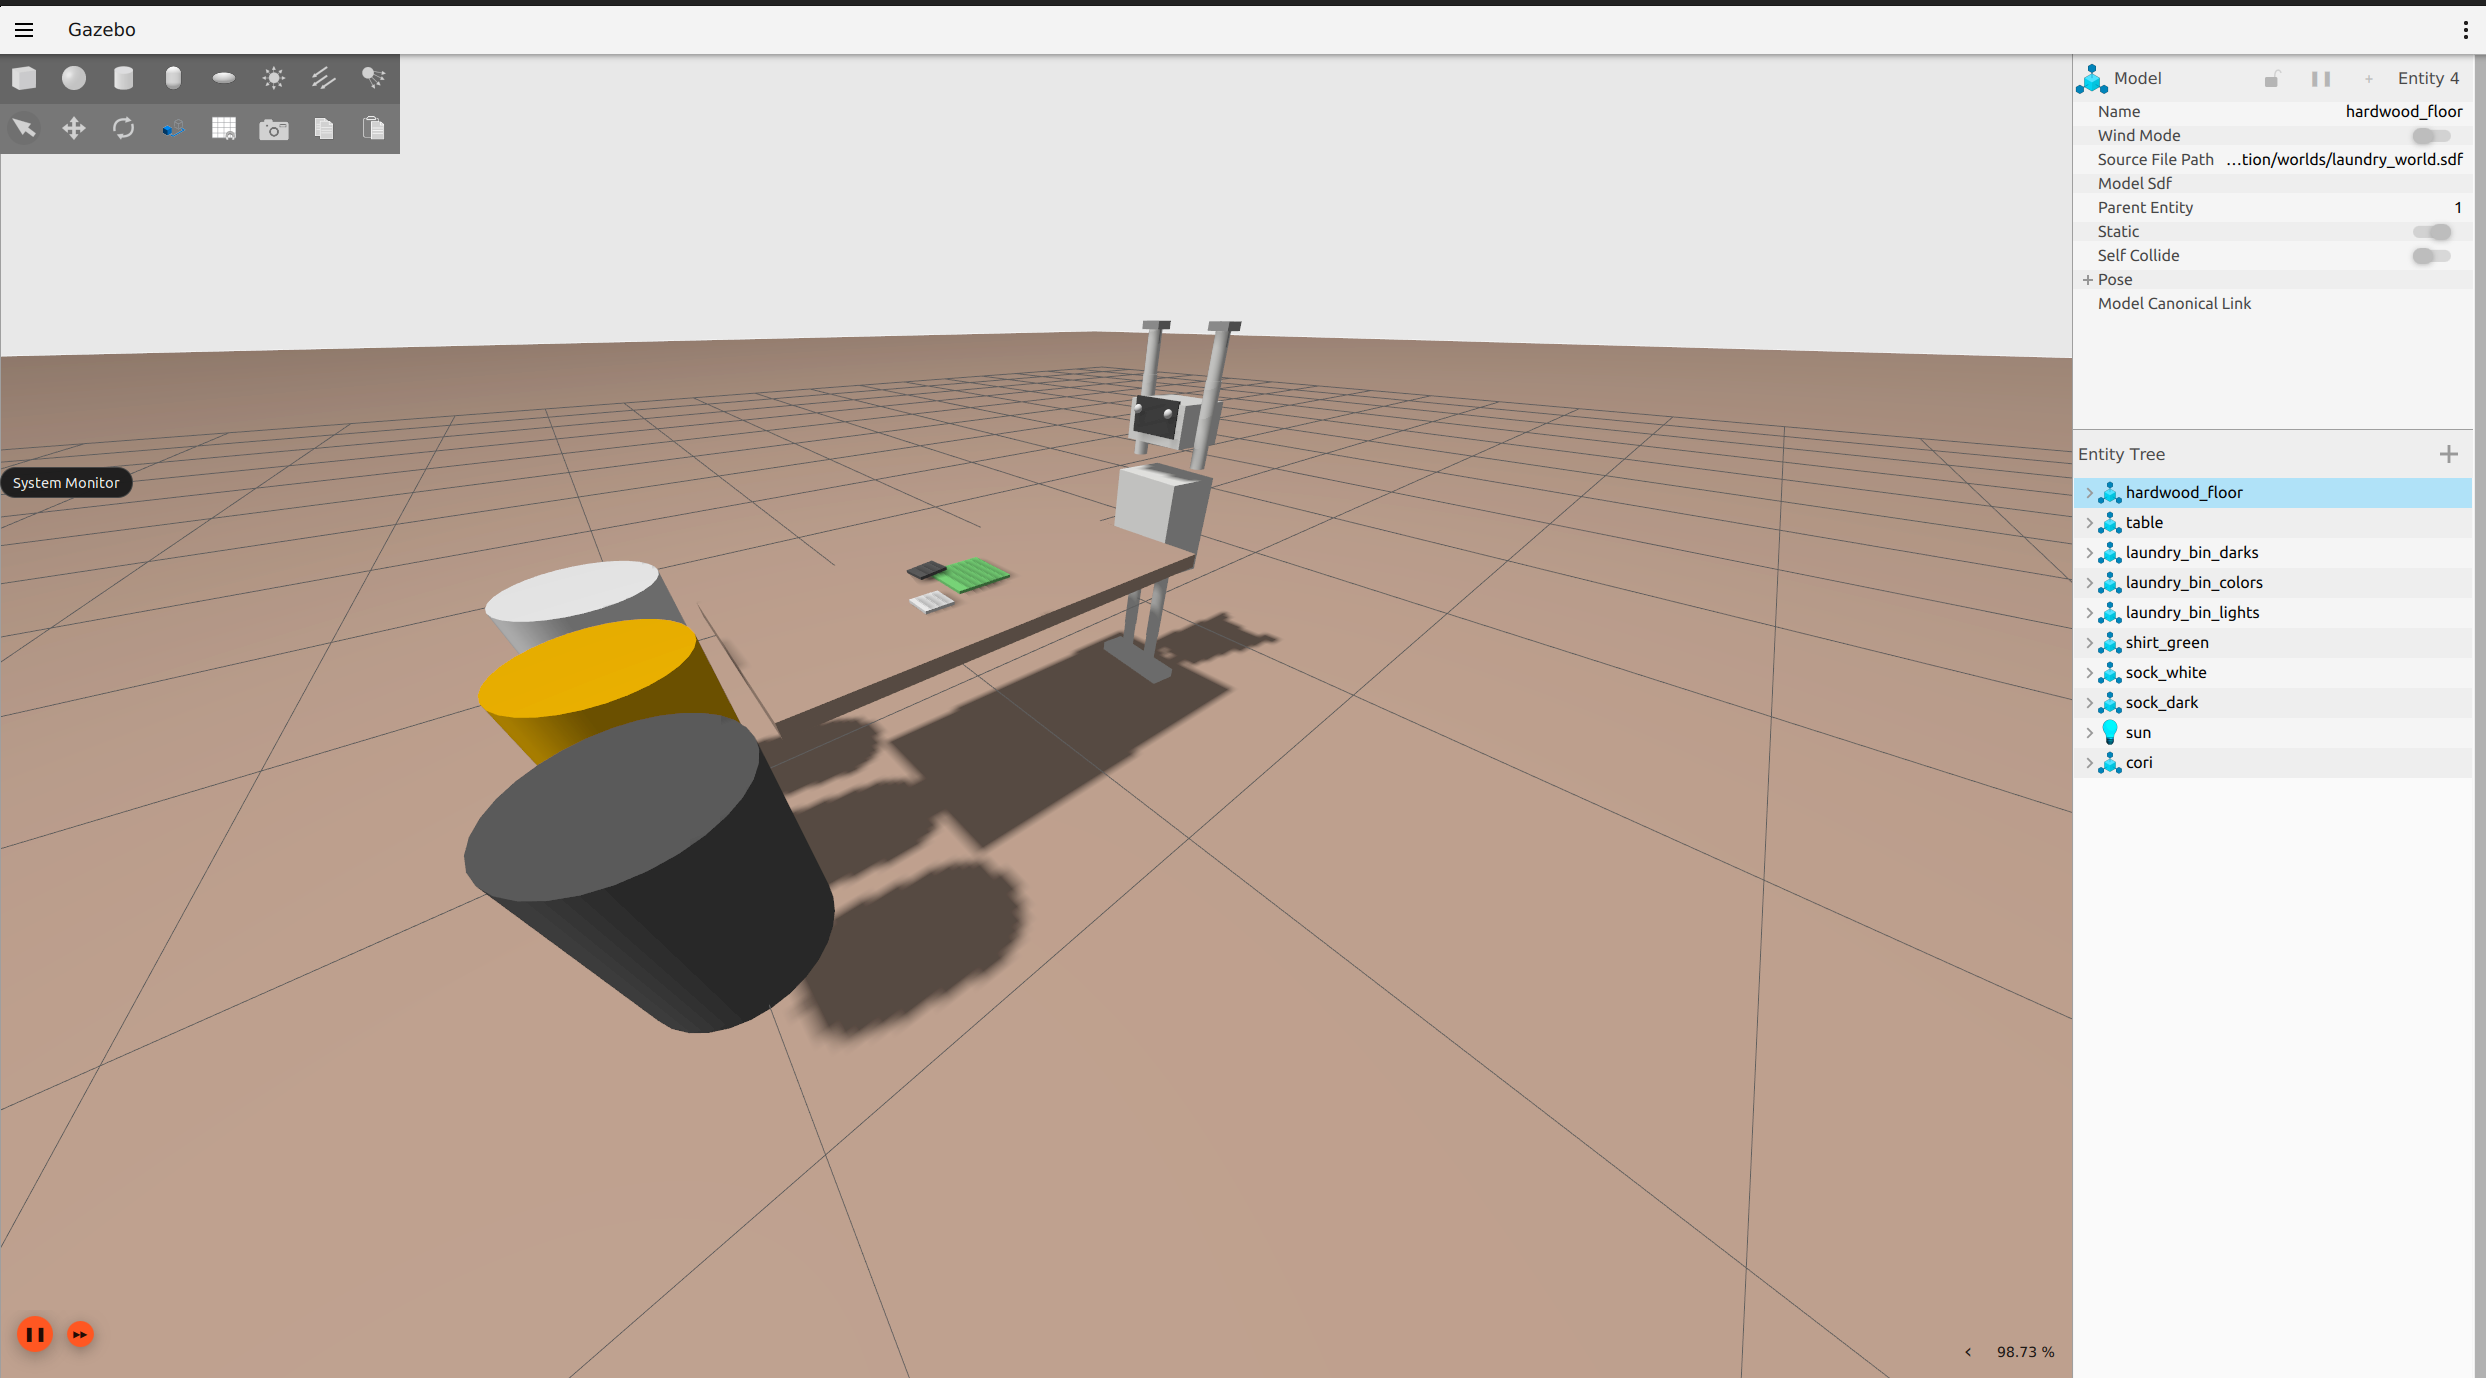 Gazebo
Model
Entity 4
Name
hardwood_floor
Wind Mode
Source File Path
...tion/worlds/laundry_world.sdf
Model Sdf
Parent Entity
1
Static
Self Collide
Pose
Model Canonical Link
System Monitor
Entity Tree
hardwood_floor
table
laundry_bin_darks
laundry_bin_colors
laundry_bin_lights
shirt_green
sock_white
sock_dark
sun
cori
98.73 %